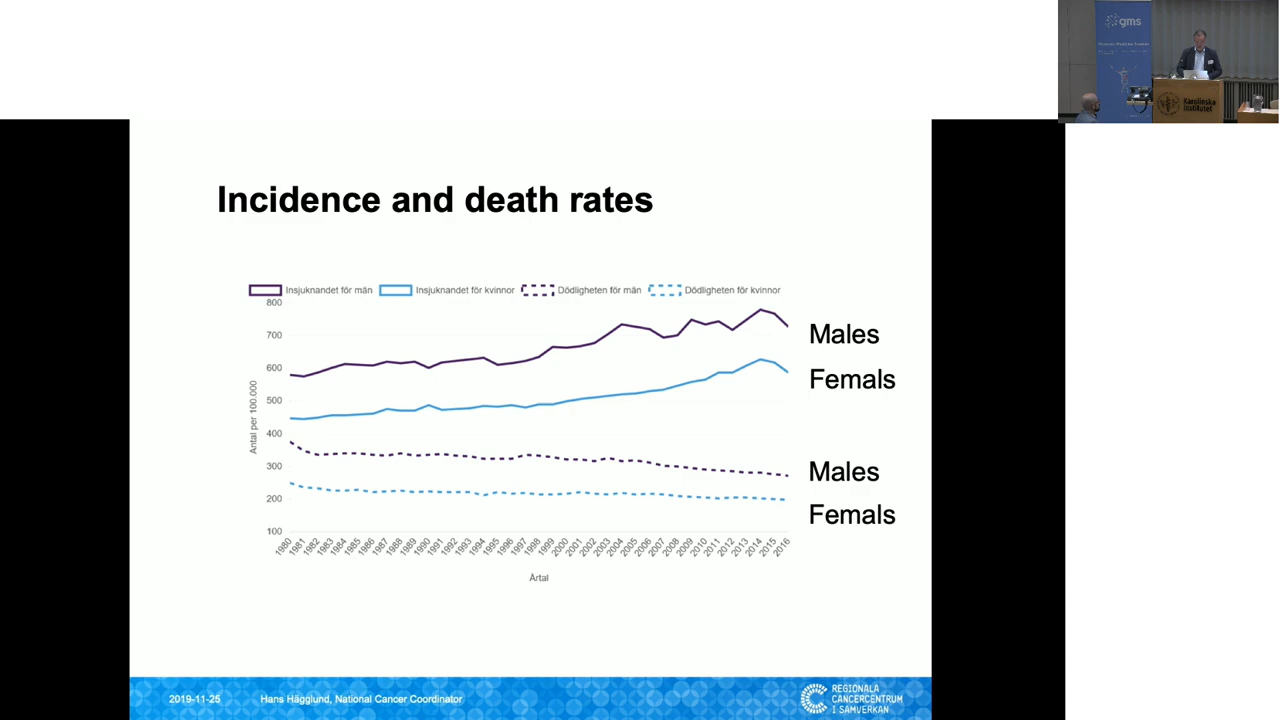 gms
Karolinska
Institutet
Incidence and death rates
Insjuknandet för män
Insjuknandet för kvinnor
Dödligheten för män
Dödligheten för kvinnor
800
700
600
500
400
300
200
100
Antal per 100.000
Males
Femals
Males
Femals
1980 1981 1982 1983 1984 1985 1986 1987 1988 1989 1990 1991 1992 1993 1994 1995 1996 1997 1998 1999 2000 2001 2002 2003 2004 2005 2006 2007 2008 2009 2010 2011 2012 2013 2014 2015 2016
Årtal
2019-11-25
Hans Hägglund, National Cancer Coordinator
REGIONALA
CANCERCENTRUM
I SAMVERKAN